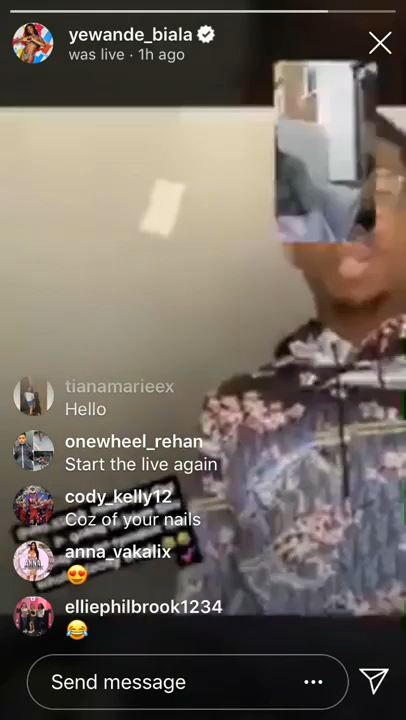 yewande_biala
was live · 1h ago
tianamarieex
Hello
onewheel_rehan
Start the live again
cody_kelly12
Coz of your nails
anna_vakalix
😍
elliephilbrook1234
😂
Send message